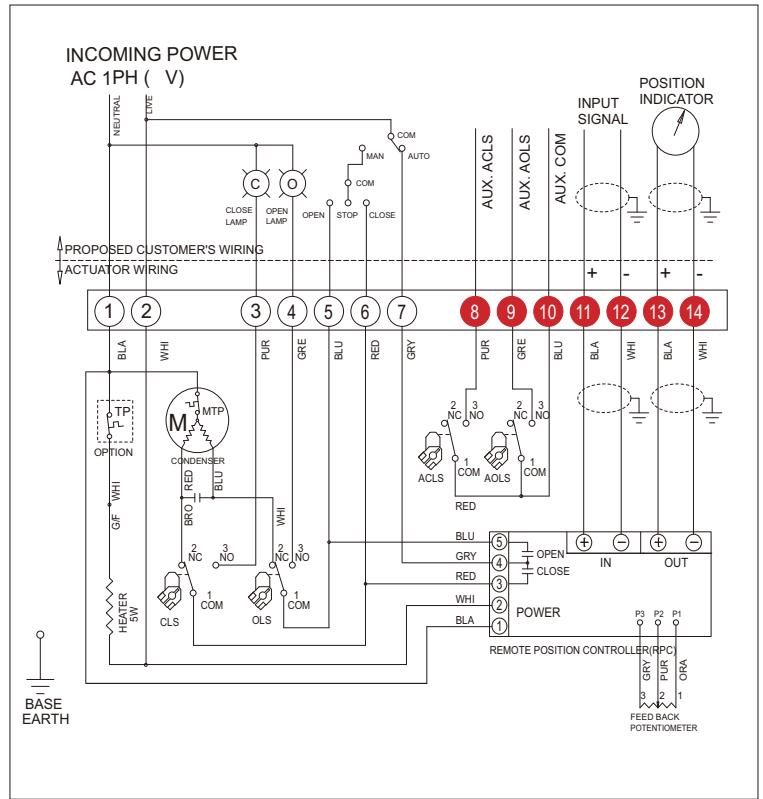 INCOMING POWER
AC 1PH ( V)
NEUTRAL
LIVE
COM
MAN
AUTO
COM
C
O
CLOSE
LAMP
OPEN
LAMP
OPEN
STOP
CLOSE
AUX. ACLS
AUX. AOLS
AUX. COM
INPUT
SIGNAL
POSITION
INDICATOR
PROPOSED CUSTOMER'S WIRING
ACTUATOR WIRING
+
-
+
-
1
2
3
4
5
6
7
8
9
10
11
12
13
14
BLA
WHI
PUR
GRE
BLU
RED
GRY
PUR
GRE
BLU
BLA
WHI
BLA
WHI
TP
OPTION
M
MTP
CONDENSER
WHI
G/F
HEATER
5W
RED
BLU
BRO
WHI
2
NC
3
NO
1
COM
CLS
2
NC
3
NO
1
COM
OLS
2
NC
3
NO
1
COM
ACLS
2
NC
3
NO
1
COM
AOLS
RED
BLU
GRY
RED
WHI
BLA
5
4
3
2
1
OPEN
CLOSE
POWER
+
-
+
-
IN
OUT
P3
P2
P1
REMOTE POSITION CONTROLLER(RPC)
GRY
PUR
ORA
3
2
1
FEED BACK
POTENTIOMETER
BASE
EARTH